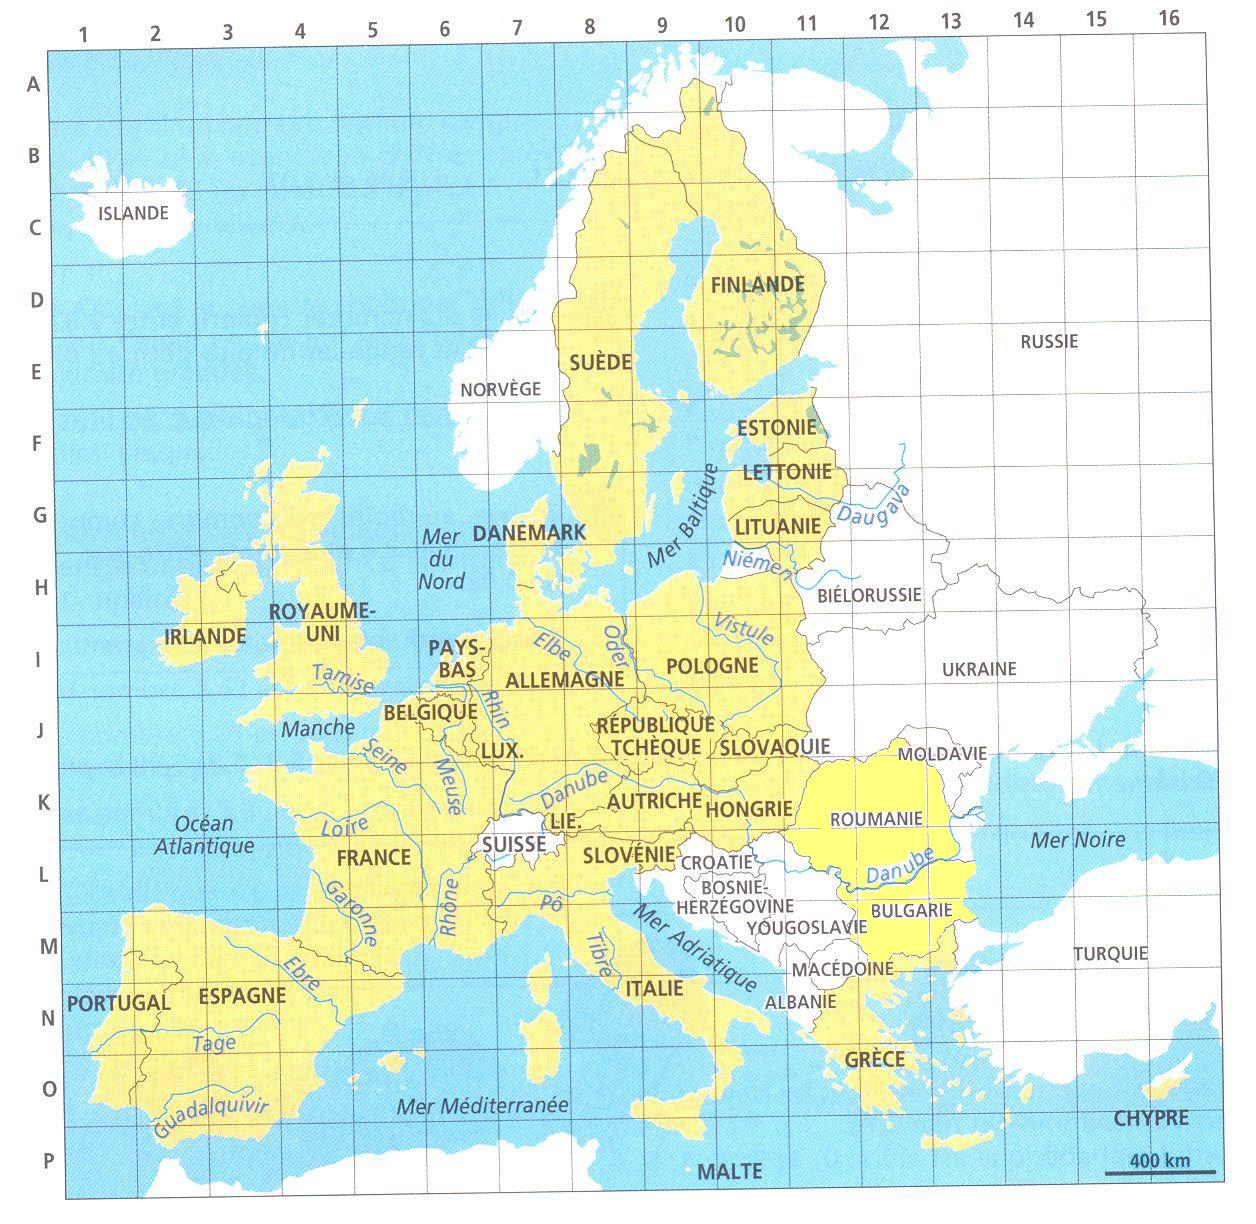 1 2 3 4 5 6 7 8 9 10 11 12 13 14 15 16
A
B
C
D
E
F
G
H
I
J
K
L
M
N
O
P
ISLANDE
FINLANDE
RUSSIE
SUÈDE
NORVÈGE
ESTONIE
LETTONIE
Daugava
LITUANIE
Mer Baltique
DANEMARK
Mer
du
Nord
Niémen
BIÉLORUSSIE
ROYAUME-
UNI
IRLANDE
Vistule
Elbe
Oder
PAYS-
BAS
POLOGNE
UKRAINE
ALLEMAGNE
Tamise
Rhin
BELGIQUE
Manche
RÉPUBLIQUE
TCHÈQUE
SLOVAQUIE
LUX.
MOLDAVIE
Seine
Meuse
Danube
AUTRICHE
HONGRIE
ROUMANIE
LIE.
Océan
Atlantique
Loire
SUISSE
Mer Noire
FRANCE
SLOVÉNIE
CROATIE
Danube
BOSNIE-
HERZÉGOVINE
Garonne
Rhône
Pô
BULGARIE
YOUGOSLAVIE
Mer Adriatique
Tibre
TURQUIE
MACÉDOINE
Ebre
PORTUGAL
ESPAGNE
ITALIE
ALBANIE
Tage
GRÈCE
Guadalquivir
Mer Méditerranée
CHYPRE
MALTE
400 km